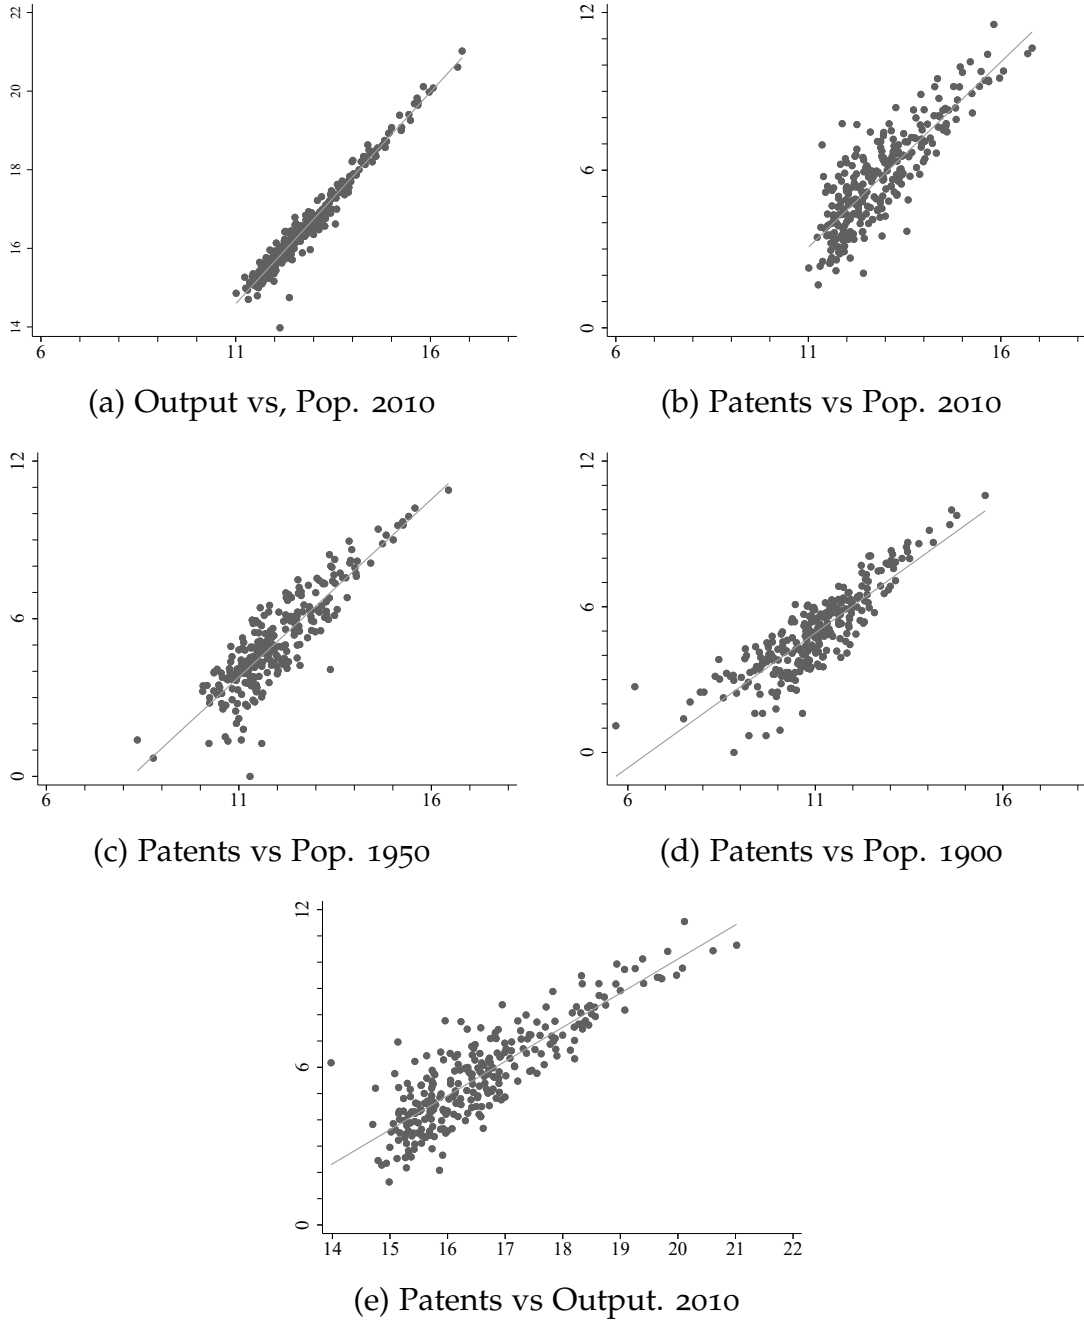 22
20
18
16
14
6 11 16
(a) Output vs, Pop. 2010
12
6
0
6 11 16
(b) Patents vs Pop. 2010
12
6
0
6 11 16
(c) Patents vs Pop. 1950
12
6
0
6 11 16
(d) Patents vs Pop. 1900
12
6
0
14 15 16 17 18 19 20 21 22
(e) Patents vs Output. 2010